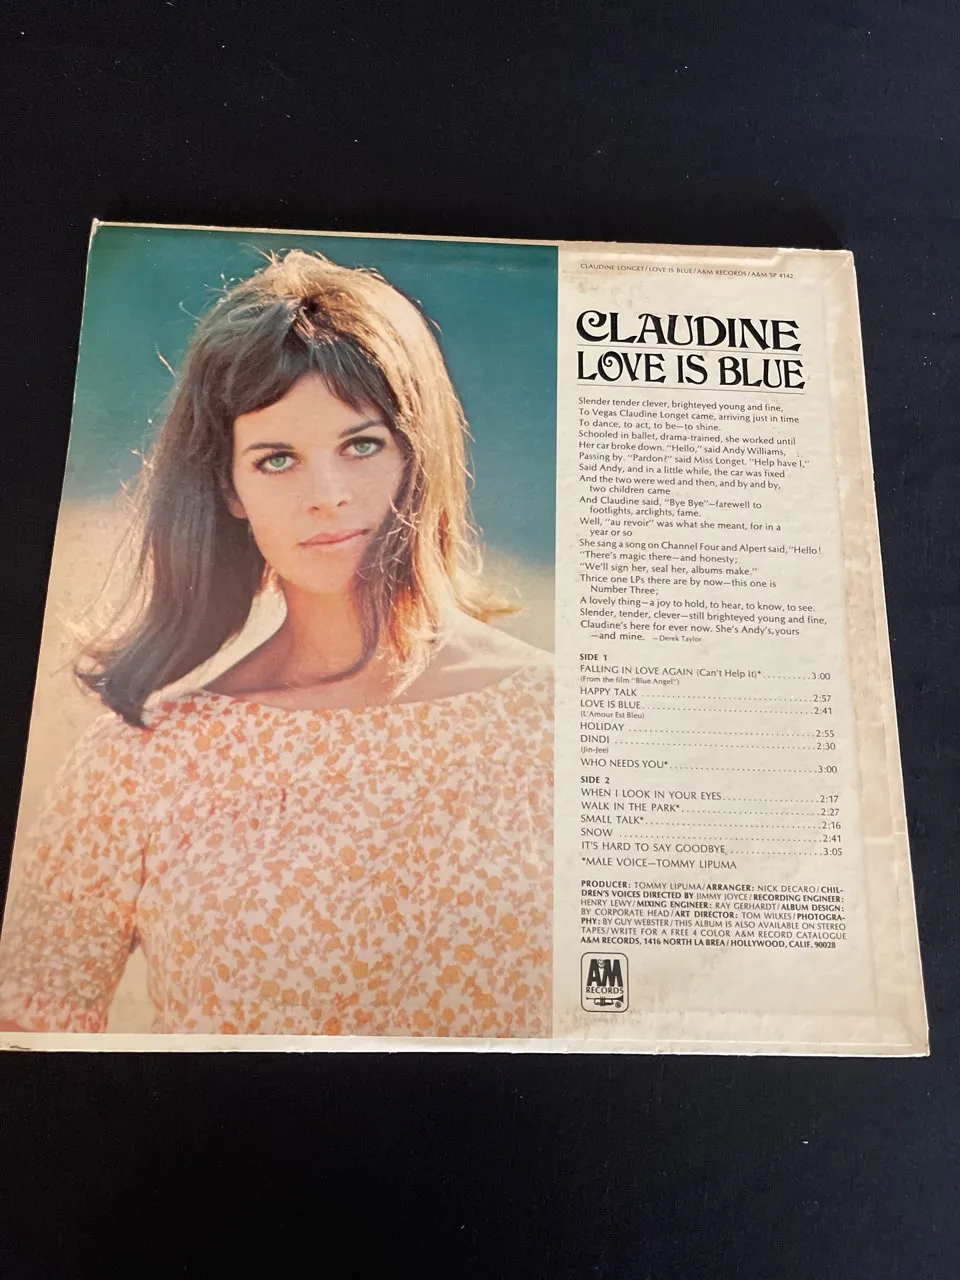 CLAUDINE LONGET/LOVE IS BLUE/A&M RECORDS/A&M SP 4142
CLAUDINE
LOVE IS BLUE
Slender tender clever, brighteyed young and fine,
To Vegas Claudine Longet came, arriving just in time
To dance, to act, to be—to shine.
Schooled in ballet, drama-trained, she worked until
Her car broke down. "Hello," said Andy Williams,
Passing by. "Pardon?" said Miss Longet. "Help have I,"
Said Andy, and in a little while, the car was fixed
And the two were wed and then, and by and by,
two children came
And Claudine said, "Bye Bye"—farewell to
footlights, arclights, fame.
Well, "au revoir" was what she meant, for in a
year or so
She sang a song on Channel Four and Alpert said, "Hello!
"There's magic there—and honesty;
"We'll sign her, seal her, albums make."
Thrice one LPs there are by now—this one is
Number Three;
A lovely thing—a joy to hold, to hear, to know, to see.
Slender, tender, clever—still brighteyed young and fine,
Claudine's here for ever now. She's Andy's, yours
—and mine. —Derek Taylor
SIDE 1
FALLING IN LOVE AGAIN (Can't Help It)*..........3:00
(From the film "Blue Angel")
HAPPY TALK ..............................2:57
LOVE IS BLUE..............................2:41
(L'Amour Est Bleu)
HOLIDAY ..............................2:55
DINDI ..............................2:30
(Jin-Jee)
WHO NEEDS YOU*..............................3:00
SIDE 2
WHEN I LOOK IN YOUR EYES....................2:17
WALK IN THE PARK*..............................2:27
SMALL TALK*..............................2:16
SNOW ..............................2:41
IT'S HARD TO SAY GOODBYE....................3:05
*MALE VOICE—TOMMY LIPUMA
PRODUCER: TOMMY LIPUMA/ARRANGER: NICK DECARO/CHIL-
DREN'S VOICES DIRECTED BY JIMMY JOYCE/RECORDING ENGINEER:
HENRY LEWY/MIXING ENGINEER: RAY GERHARDT/ALBUM DESIGN:
BY CORPORATE HEAD/ART DIRECTOR: TOM WILKES/PHOTOGRA-
PHY: BY GUY WEBSTER/THIS ALBUM IS ALSO AVAILABLE ON STEREO
TAPES/WRITE FOR A FREE 4 COLOR A&M RECORD CATALOGUE
A&M RECORDS, 1416 NORTH LA BREA/HOLLYWOOD, CALIF. 90028
A&M
RECORDS
®